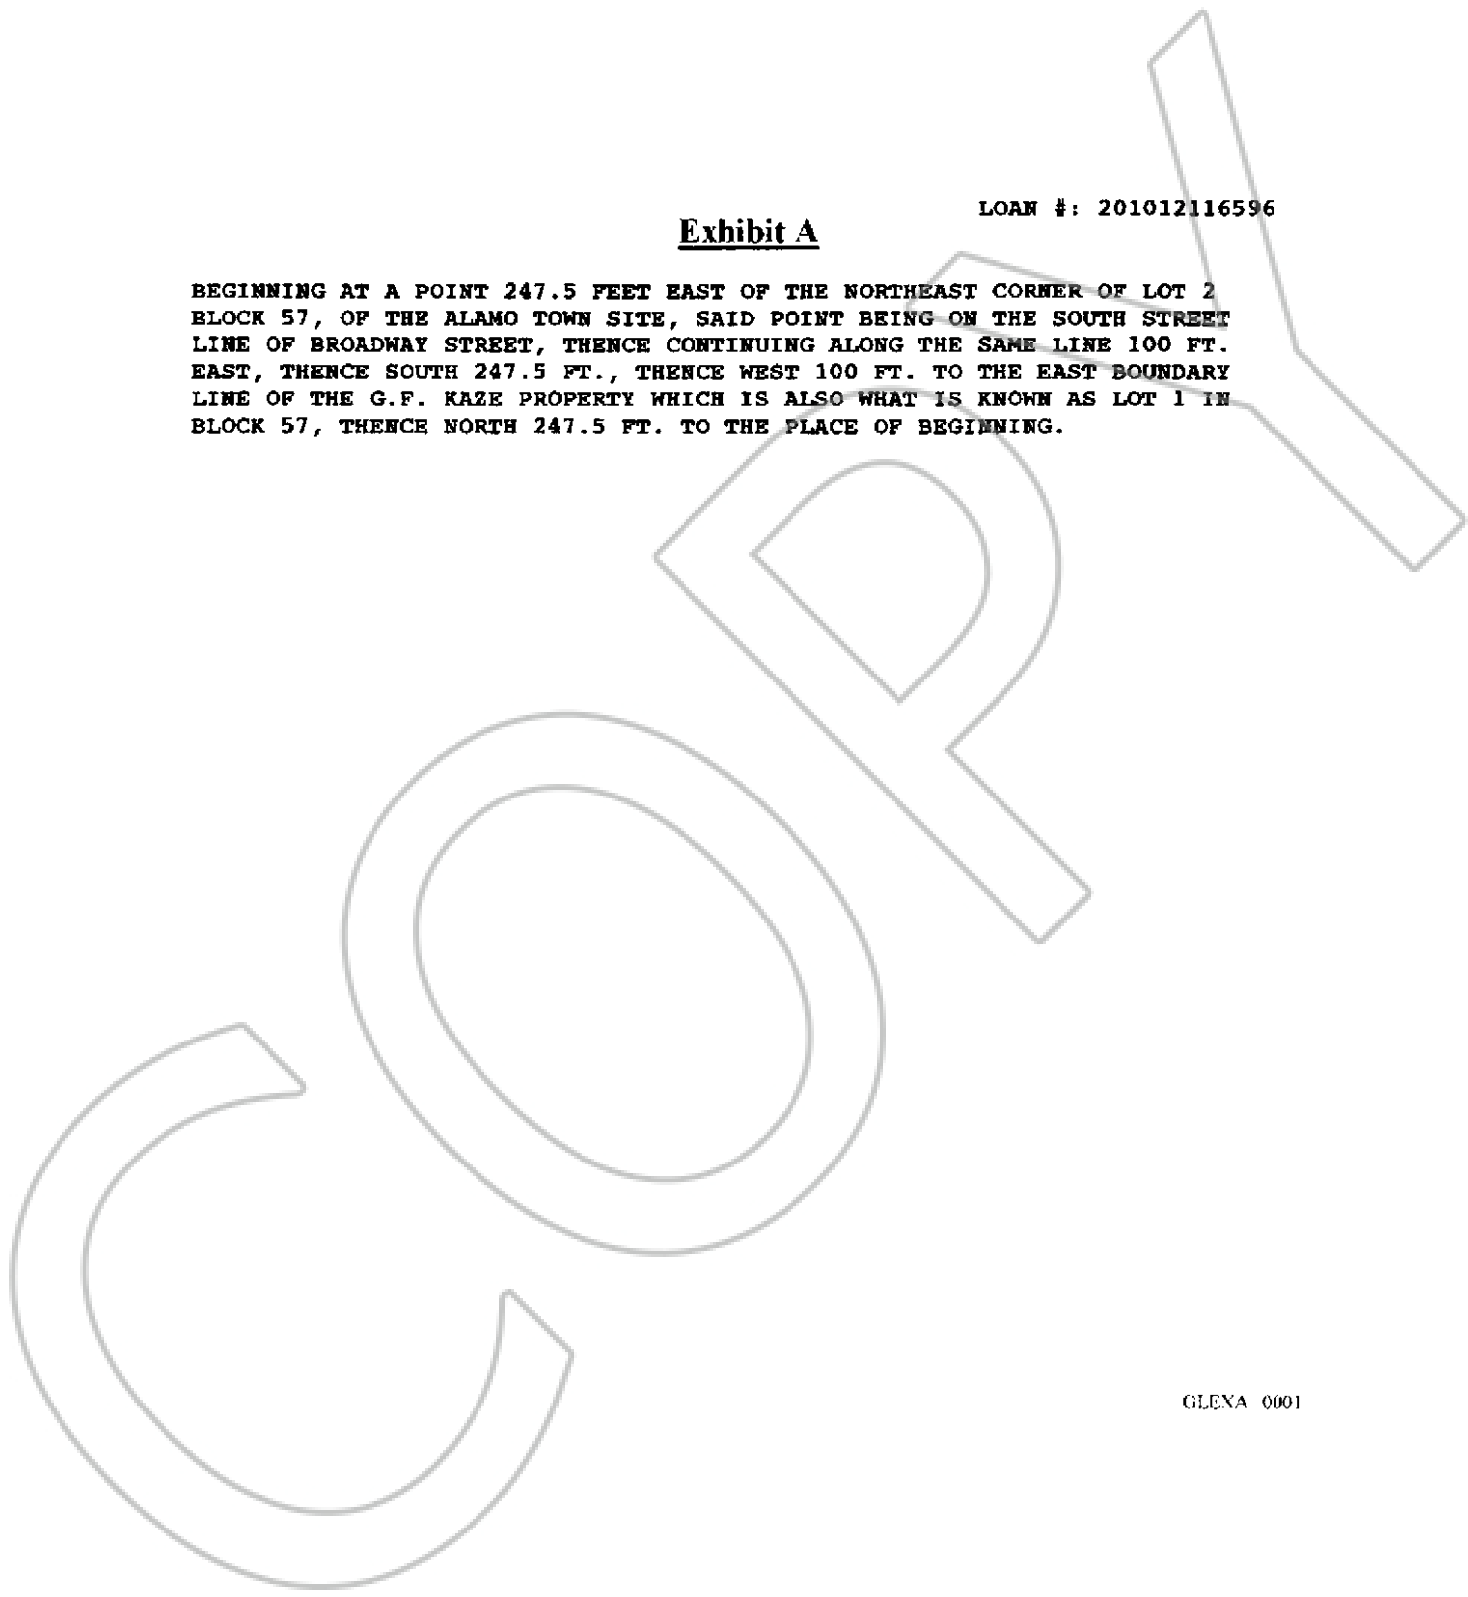 LOAN #: 201012116596
Exhibit A
BEGINNING AT A POINT 247.5 FEET EAST OF THE NORTHEAST CORNER OF LOT 2
BLOCK 57, OF THE ALAMO TOWN SITE, SAID POINT BEING ON THE SOUTH STREET
LINE OF BROADWAY STREET, THENCE CONTINUING ALONG THE SAME LINE 100 FT.
EAST, THENCE SOUTH 247.5 FT., THENCE WEST 100 FT. TO THE EAST BOUNDARY
LINE OF THE G.F. KAZE PROPERTY WHICH IS ALSO WHAT IS KNOWN AS LOT 1 IN
BLOCK 57, THENCE NORTH 247.5 FT. TO THE PLACE OF BEGINNING.
COPY
GLEXA 0001